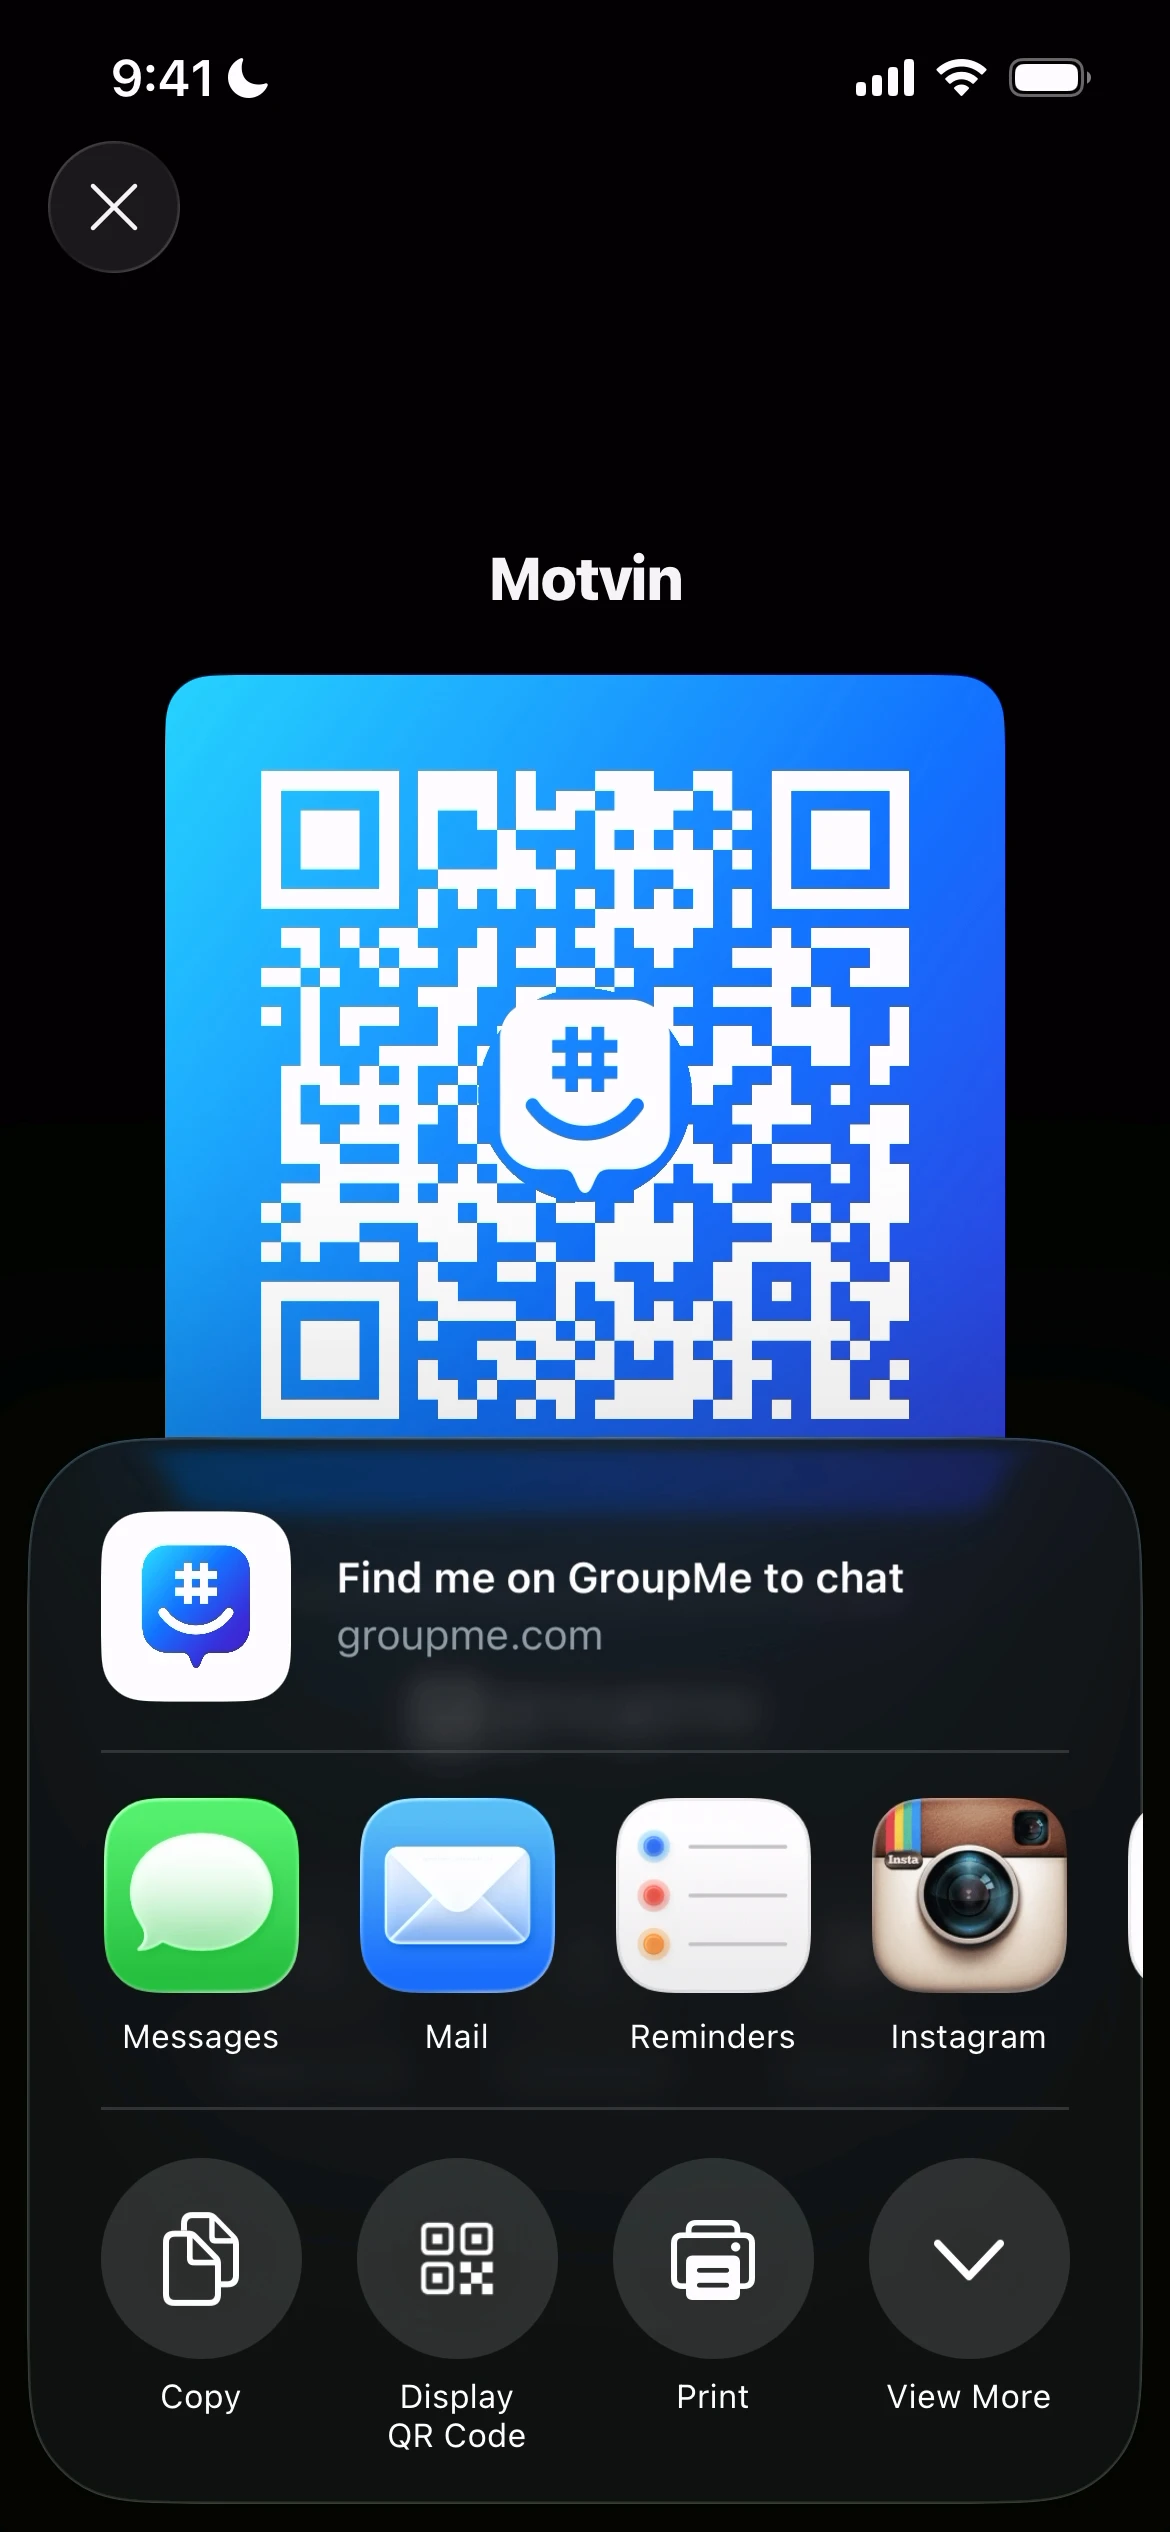 9:41
Motvin
Find me on GroupMe to chat
groupme.com
Insta
Messages
Mail
Reminders
Instagram
Copy
Display
QR Code
Print
View More